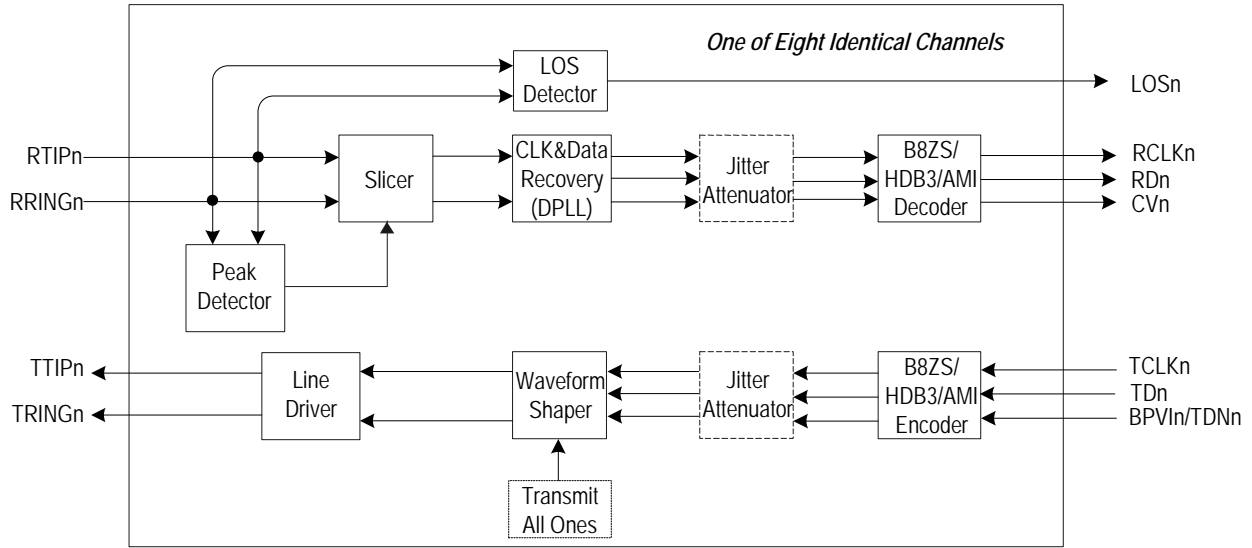 One of Eight Identical Channels
LOS
Detector
LOSn
RTIPn
RRINGn
Slicer
CLK&Data
Recovery
(DPLL)
Jitter
Attenuator
B8ZS/
HDB3/AMI
Decoder
RCLKn
RDn
CVn
Peak
Detector
TTIPn
TRINGn
Line
Driver
Waveform
Shaper
Jitter
Attenuator
B8ZS/
HDB3/AMI
Encoder
TCLKn
TDn
BPVIn/TDNn
Transmit
All Ones